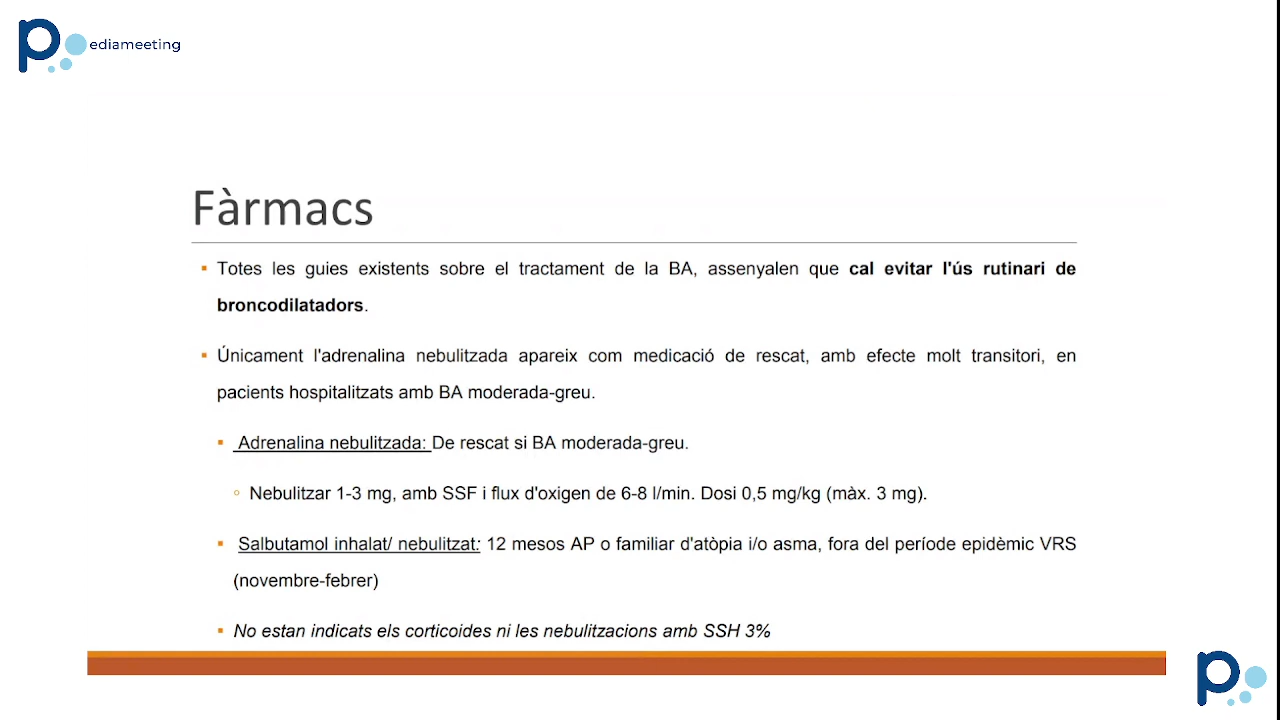 Pediameeting
Fàrmacs
Totes les guies existents sobre el tractament de la BA, assenyalen que cal evitar l'ús rutinari de
broncodilatadors.
Únicament l'adrenalina nebulitzada apareix com medicació de rescat, amb efecte molt transitori, en
pacients hospitalitzats amb BA moderada-greu.
Adrenalina nebulitzada: De rescat si BA moderada-greu.
Nebulitzar 1-3 mg, amb SSF i flux d'oxigen de 6-8 l/min. Dosi 0,5 mg/kg (màx. 3 mg).
Salbutamol inhalat/ nebulitzat: 12 mesos AP o familiar d'atòpia i/o asma, fora del període epidèmic VRS
(novembre-febrer)
No estan indicats els corticoides ni les nebulitzacions amb SSH 3%
P